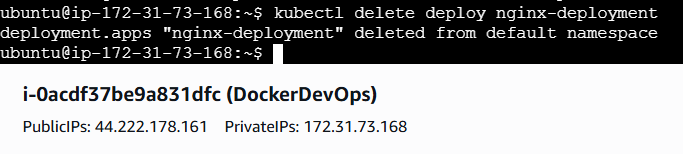 ubuntu@ip-172-31-73-168:~$ kubectl delete deploy nginx-deployment
deployment.apps "nginx-deployment" deleted from default namespace
ubuntu@ip-172-31-73-168:~$
i-0acdf37be9a831dfc (DockerDevOps)
PublicIPs: 44.222.178.161 PrivateIPs: 172.31.73.168